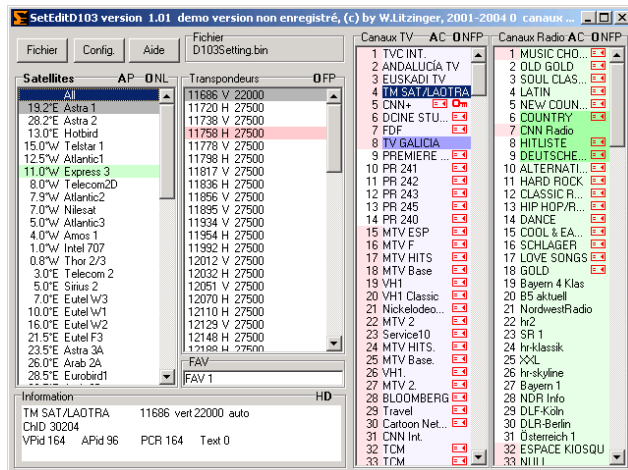 SetEditD103 version 1.01 demo version non enregistré, (c) by W.Litzinger, 2001-2004 0 canaux ...
Fichier
Config.
Aide
Fichier
D103Setting.bin
Satellites AP ONL
All
19.2°E Astra 1
28.2°E Astra 2
13.0°E Hotbird
15.0°W Telstar 1
12.5°W Atlantic1
11.0°W Express 3
8.0°W Telecom2D
7.9°W Atlantic2
7.0°W Nilesat
5.0°W Atlantic3
4.0°W Amos 1
1.0°W Intel 707
0.8°W Thor 2/3
3.0°E Telecom 2
5.0°E Sirius 2
7.0°E Eutel W3
10.0°E Eutel W1
16.0°E Eutel W2
21.5°E Eutel F3
23.5°E Astra 3A
26.0°E Arab 2A
28.5°E Eurobird1
Transpondeurs OFP
11686 V 22000
11720 H 27500
11738 V 27500
11758 H 27500
11778 V 27500
11798 H 27500
11817 V 27500
11836 H 27500
11856 V 27500
11895 V 27500
11934 V 27500
11954 H 27500
11992 H 27500
12012 V 27500
12032 H 27500
12051 V 27500
12070 H 27500
12110 H 27500
12129 V 27500
12148 H 27500
12188 H 27500
FAV
FAV 1
Information HD
TM SAT/LAOTRA 11686 vert 22000 auto
ChID 30204
VPid 164 APid 96 PCR 164 Text 0
Canaux TV AC ONFP
1 TVC INT.
2 ANDALUCÍA TV
3 EUSKADI TV
4 TM SAT/LAOTRA
5 CNN+
6 DCINE STU...
7 FDF
8 TV GALICIA
9 PREMIERE ...
10 PR 241
11 PR 242
12 PR 243
13 PR 245
14 PR 240
15 MTV ESP
16 MTV F
17 MTV HITS
18 MTV Base
19 VH1
20 VH1 Classic
21 Nickelodeo...
22 MTV 2
23 Service10
24 MTV HITS.
25 MTV Base.
26 VH1.
27 MTV 2.
28 BLOOMBERG
29 Travel
30 Cartoon Net...
31 CNN Int.
32 TCM
33 TCM
Canaux Radio AC ONFP
1 MUSIC CHO...
2 OLD GOLD
3 SOUL CLAS...
4 LATIN
5 NEW COUN...
6 COUNTRY
7 CNN Radio
8 HITLISTE
9 DEUTSCHE...
10 ALTERNATI...
11 HARD ROCK
12 CLASSIC R...
13 HIP HOP/R...
14 DANCE
15 COOL & EA...
16 SCHLAGER
17 LOVE SONGS
18 GOLD
19 Bayern 4 Klas
20 B5 aktuell
21 NordwestRadio
22 hr2
23 SR 1
24 hr-klassik
25 XXL
26 hr-skyline
27 Bayern 1
28 NDR Info
29 DLF-Köln
30 DLR-Berlin
31 Österreich 1
32 ESPACE KIOSQU
33 NULL